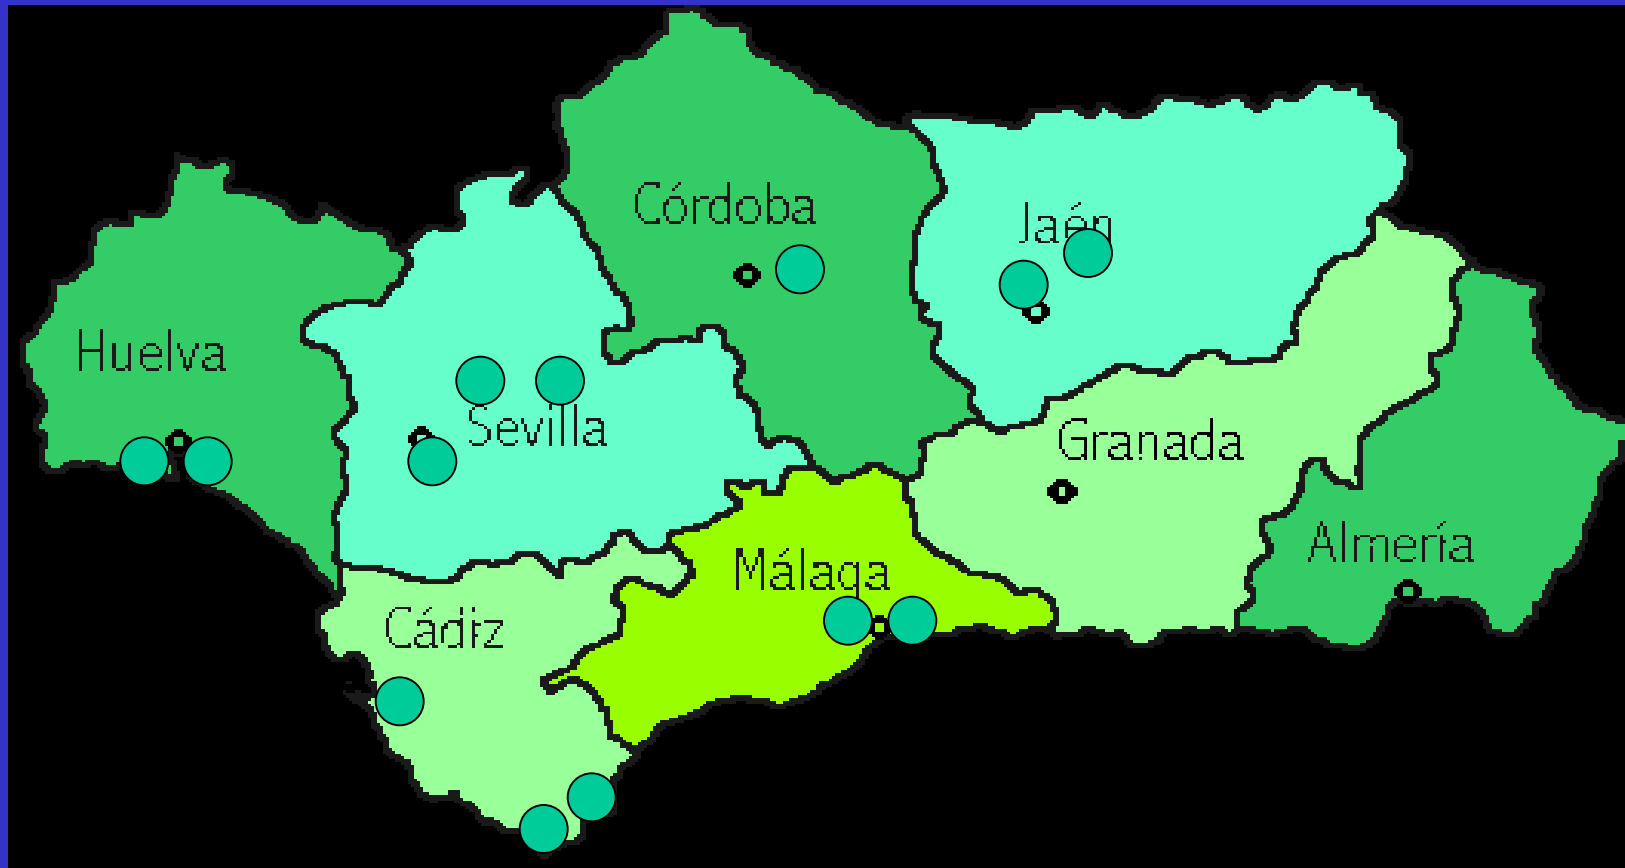 Córdoba
Jaén
Huelva
Sevilla
Granada
Almería
Málaga
Cádiz